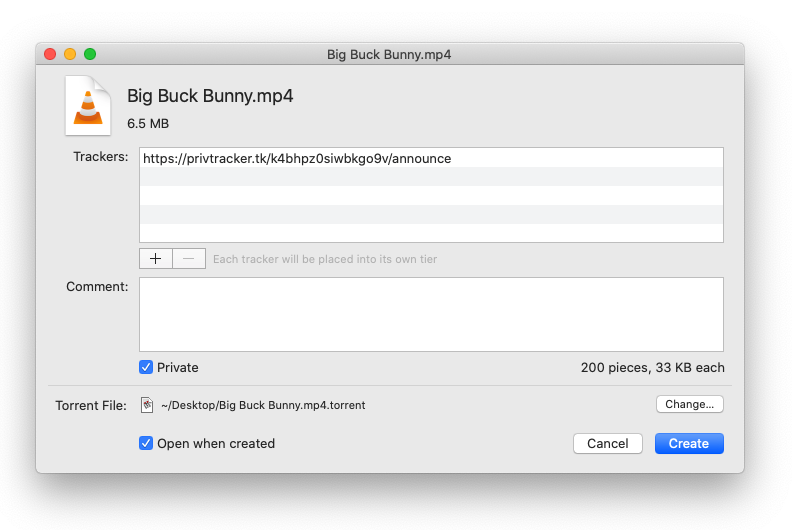 Big Buck Bunny.mp4
Big Buck Bunny.mp4
6.5 MB
Trackers: https://privtracker.tk/k4bhpz0siwbkgo9v/announce
+ − Each tracker will be placed into its own tier
Comment:
Private 200 pieces, 33 KB each
Torrent File: ~/Desktop/Big Buck Bunny.mp4.torrent Change...
Open when created Cancel Create